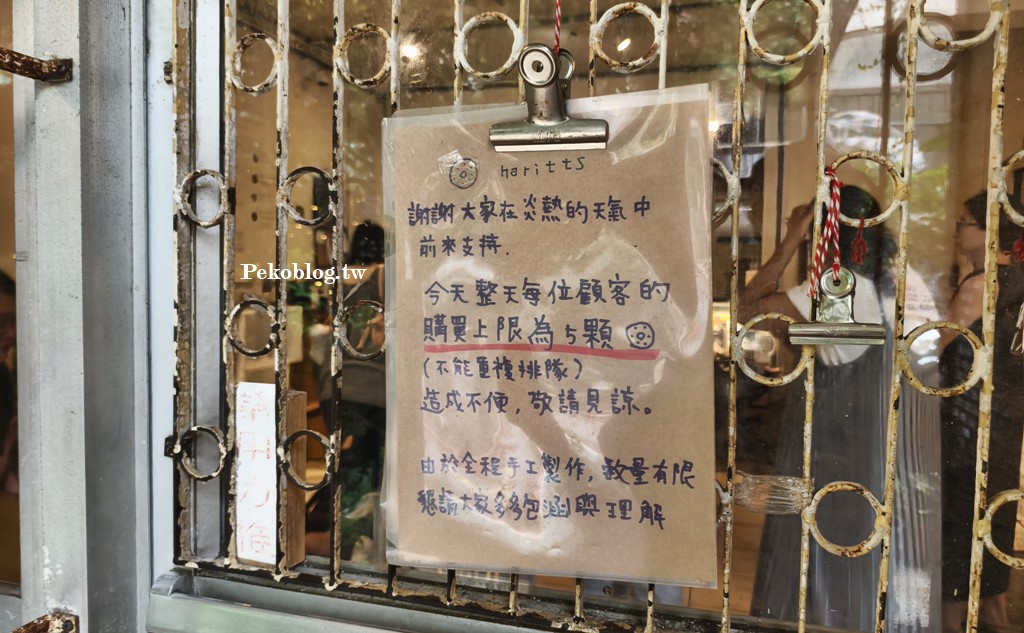 haritts
謝謝大家在炎熱的天氣中
前來支持.
今天整天每位顧客的
購買上限為5顆
(不能重複排隊)
造成不便,敬請見諒。
由於全程手工製作,數量有限
懇請大家多多包涵與理解
Pekoblog.tw